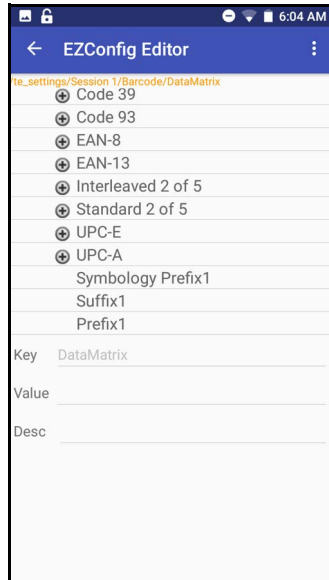 6:04 AM
EZConfig Editor
te_settings/Session 1/Barcode/DataMatrix
Code 39
Code 93
EAN-8
EAN-13
Interleaved 2 of 5
Standard 2 of 5
UPC-E
UPC-A
Symbology Prefix1
Suffix1
Prefix1
Key DataMatrix
Value
Desc